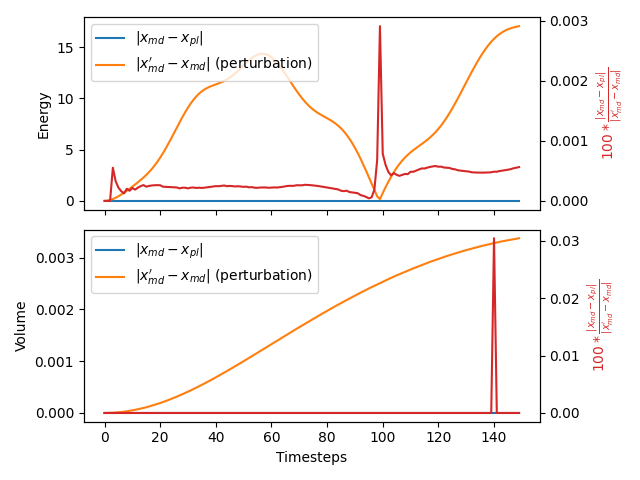 |x_md − x_pl|
|x′_md − x_md| (perturbation)
Energy
15
10
5
0
0.003
0.002
0.001
0.000
100 * |x_md − x_pl| / |x′_md − x_md|
|x_md − x_pl|
|x′_md − x_md| (perturbation)
Volume
0.003
0.002
0.001
0.000
0.03
0.02
0.01
0.00
100 * |x_md − x_pl| / |x′_md − x_md|
0 20 40 60 80 100 120 140
Timesteps